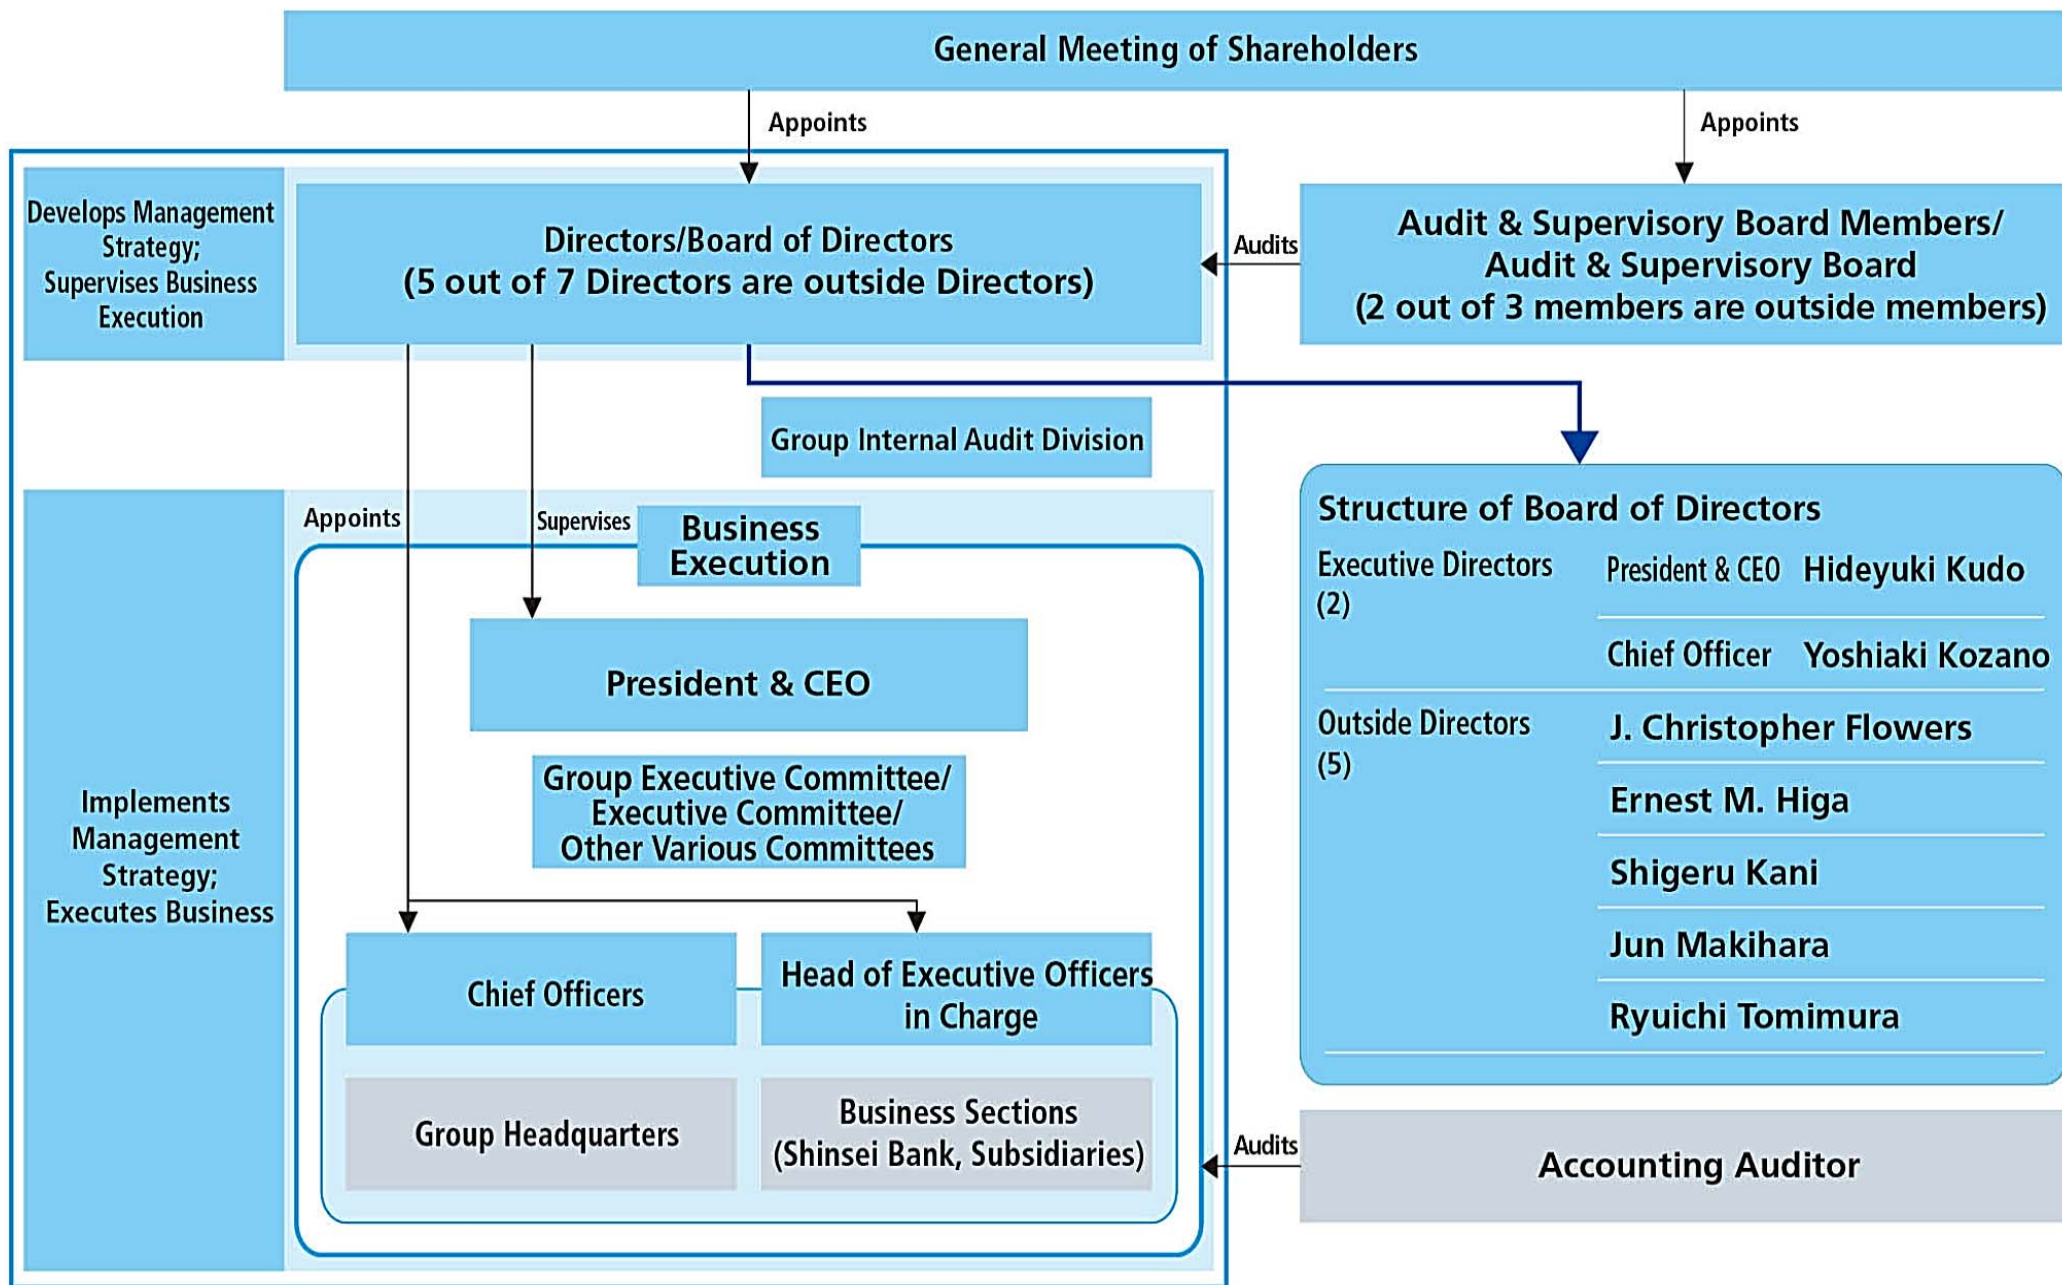 General Meeting of Shareholders
Appoints
Appoints
Develops Management
Strategy;
Supervises Business
Execution
Directors/Board of Directors
(5 out of 7 Directors are outside Directors)
Audits
Audit & Supervisory Board Members/
Audit & Supervisory Board
(2 out of 3 members are outside members)
Group Internal Audit Division
Appoints
Supervises
Business
Execution
President & CEO
Group Executive Committee/
Executive Committee/
Other Various Committees
Implements
Management
Strategy;
Executes Business
Chief Officers
Head of Executive Officers
in Charge
Group Headquarters
Business Sections
(Shinsei Bank, Subsidiaries)
Structure of Board of Directors
Executive Directors
(2)
President & CEO Hideyuki Kudo
Chief Officer Yoshiaki Kozano
Outside Directors
(5)
J. Christopher Flowers
Ernest M. Higa
Shigeru Kani
Jun Makihara
Ryuichi Tomimura
Audits
Accounting Auditor